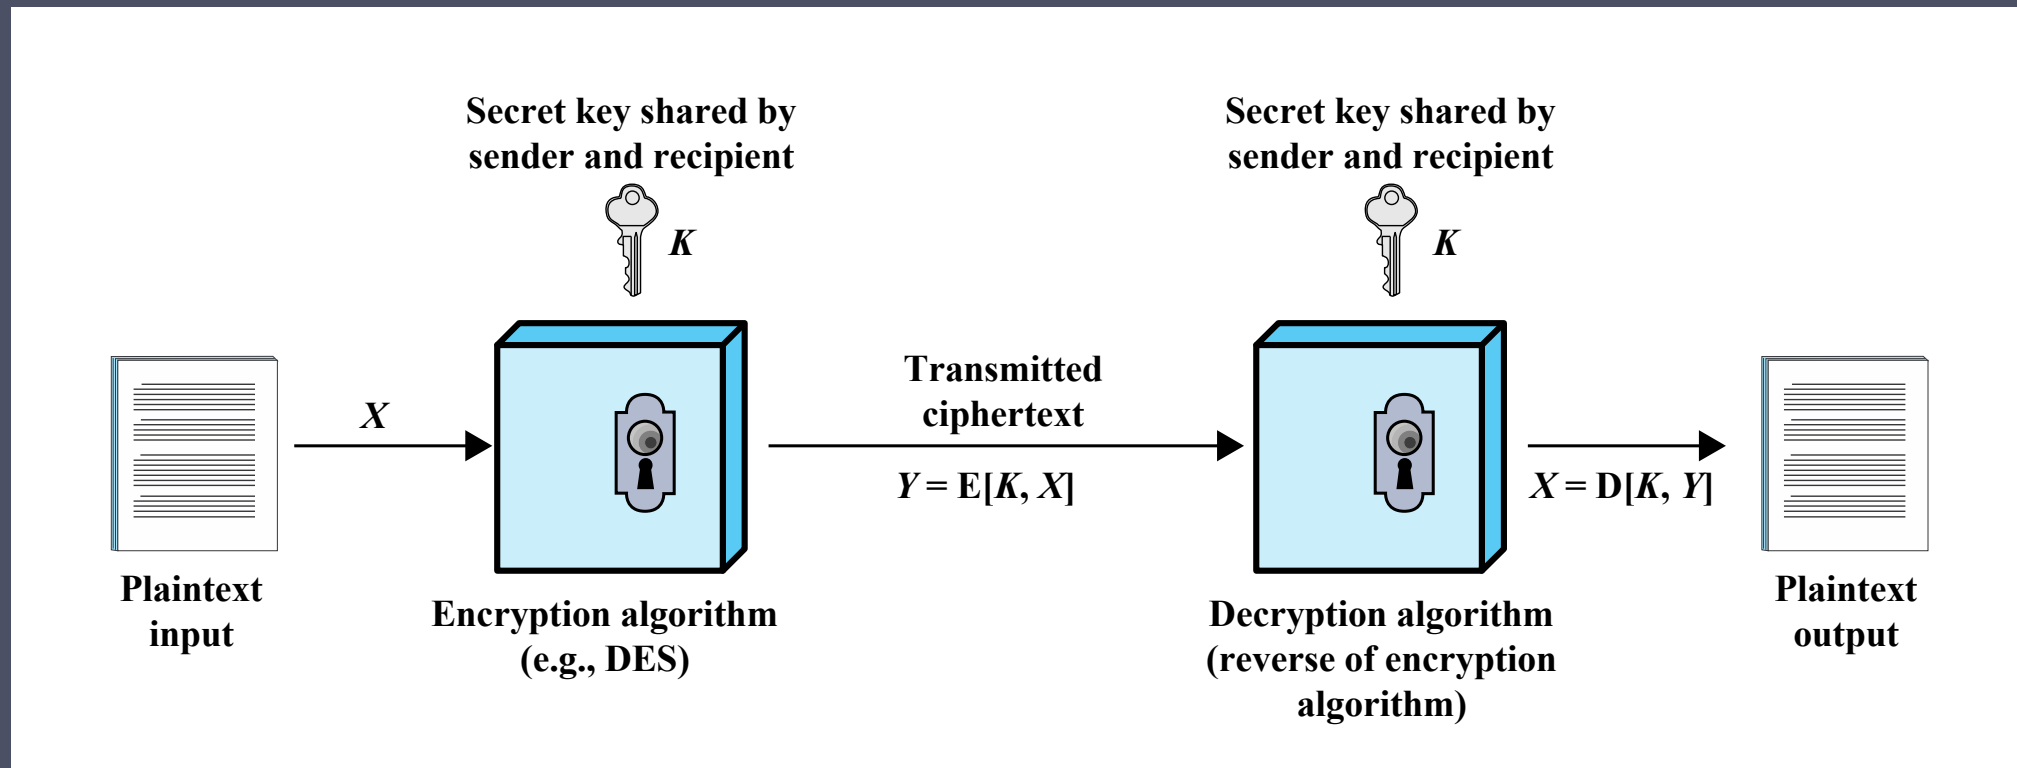 Secret key shared by
sender and recipient
K
Secret key shared by
sender and recipient
K
Plaintext
input
X
Encryption algorithm
(e.g., DES)
Transmitted
ciphertext
Y = E[K, X]
Decryption algorithm
(reverse of encryption
algorithm)
X = D[K, Y]
Plaintext
output